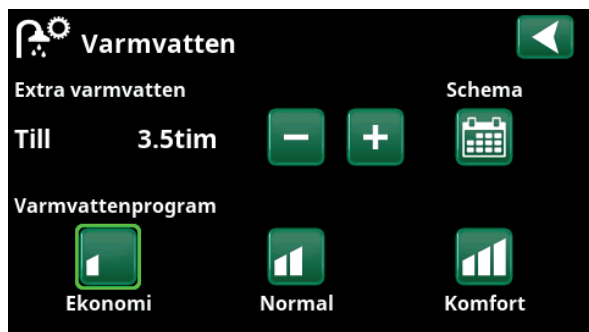 Varmvatten
Extra varmvatten
Schema
Till 3.5tim
Varmvattenprogram
Ekonomi Normal Komfort